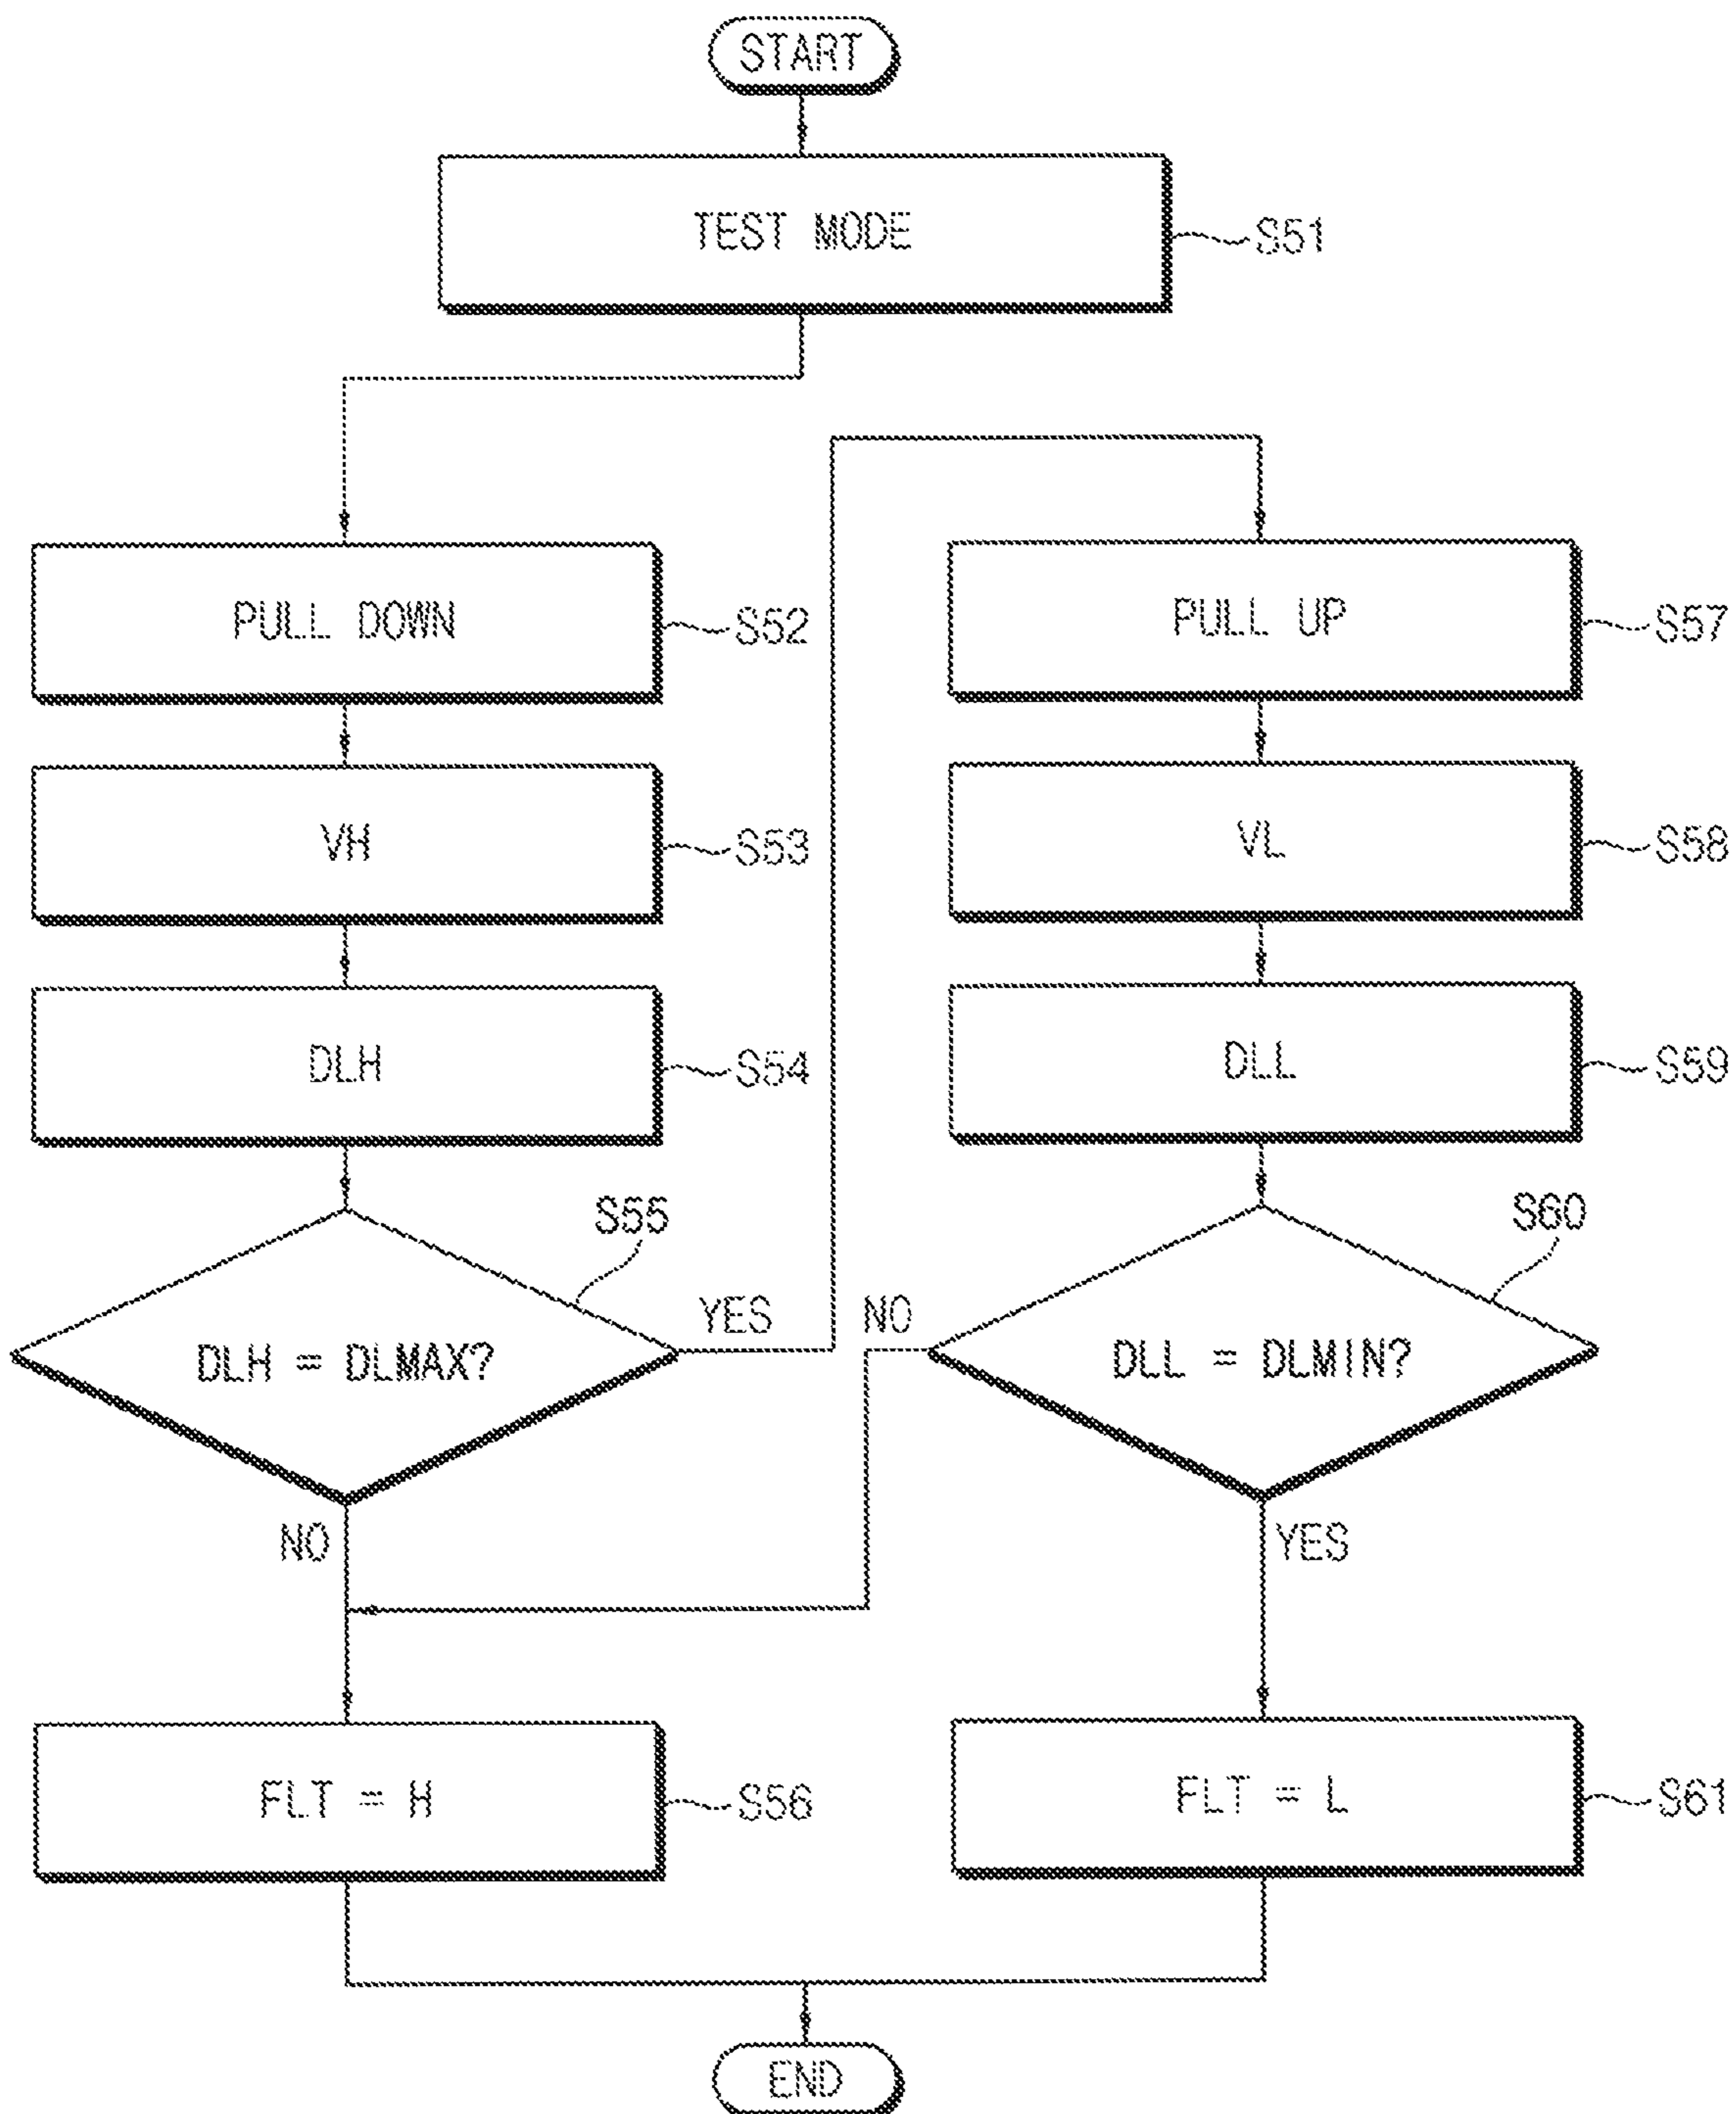 START
TEST MODE
S51
PULL DOWN
S52
VH
S53
DLH
S54
DLH = DLMAX?
S55
YES
NO
FLT = H
S56
PULL UP
S57
VL
S58
DLL
S59
DLL = DLMIN?
S60
NO
YES
FLT = L
S61
END